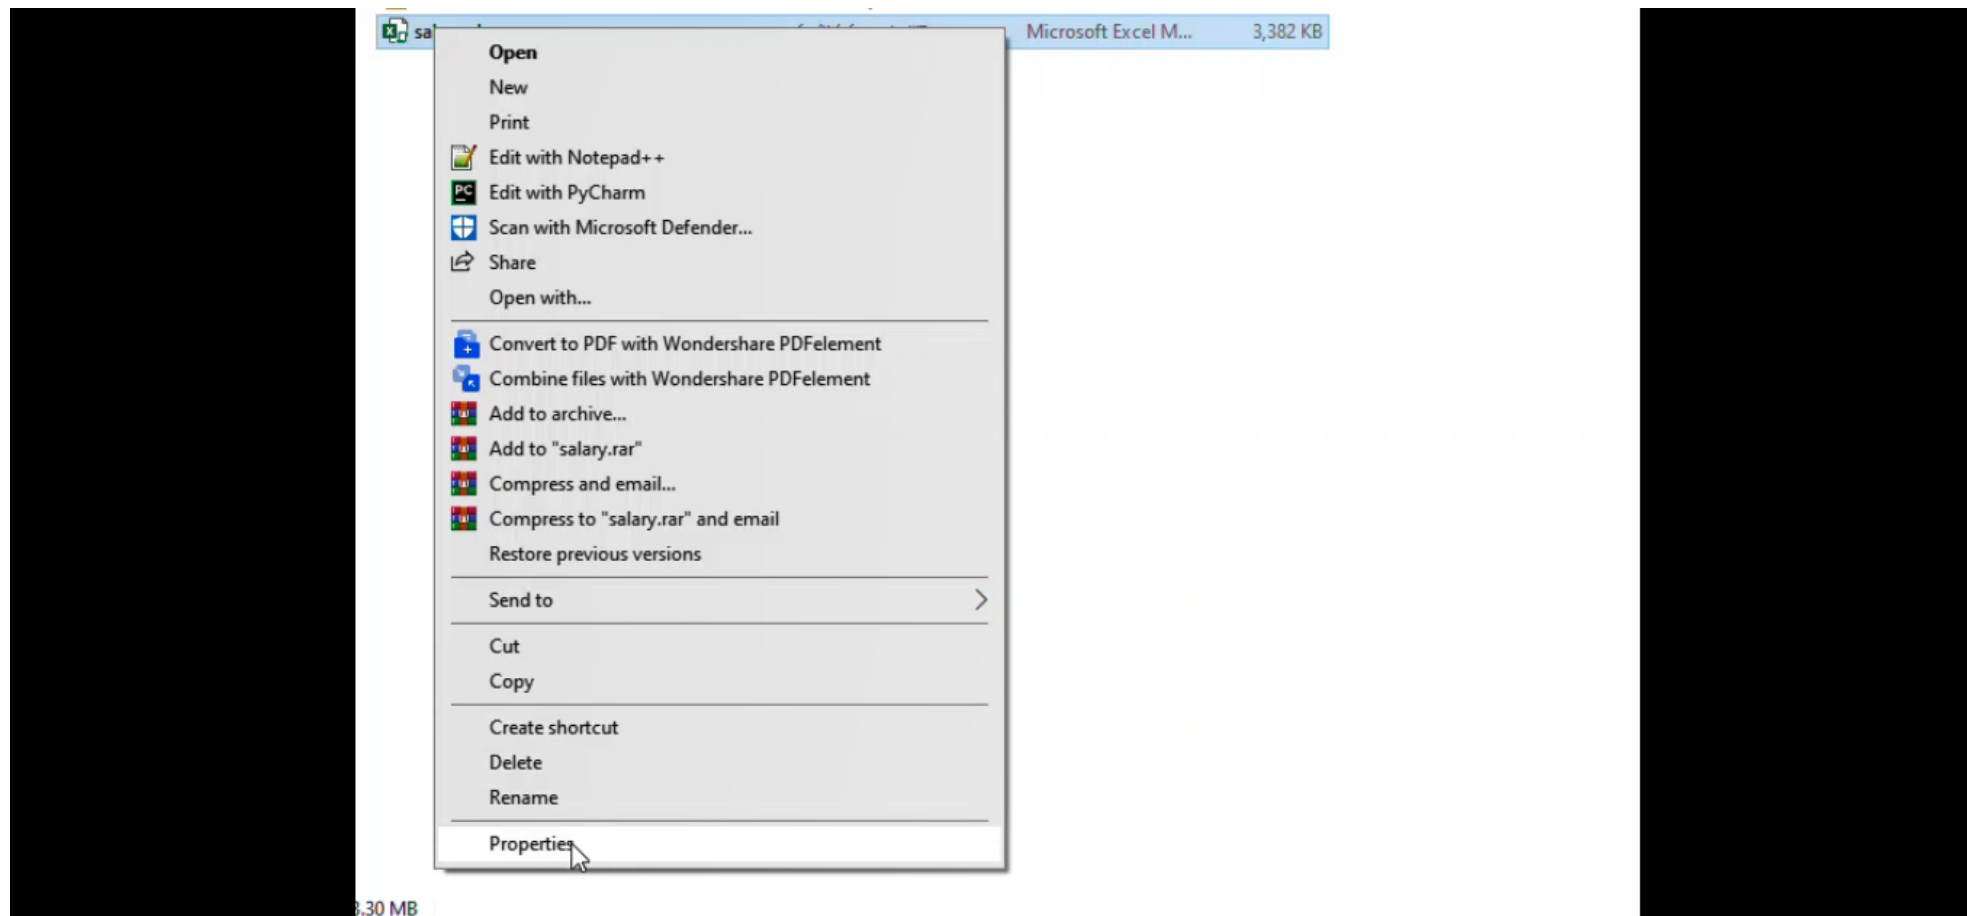 sa Microsoft Excel M... 3,382 KB
Open
New
Print
Edit with Notepad++
PC Edit with PyCharm
Scan with Microsoft Defender...
Share
Open with...
Convert to PDF with Wondershare PDFelement
Combine files with Wondershare PDFelement
Add to archive...
Add to "salary.rar"
Compress and email...
Compress to "salary.rar" and email
Restore previous versions
Send to
Cut
Copy
Create shortcut
Delete
Rename
Properties
3.30 MB